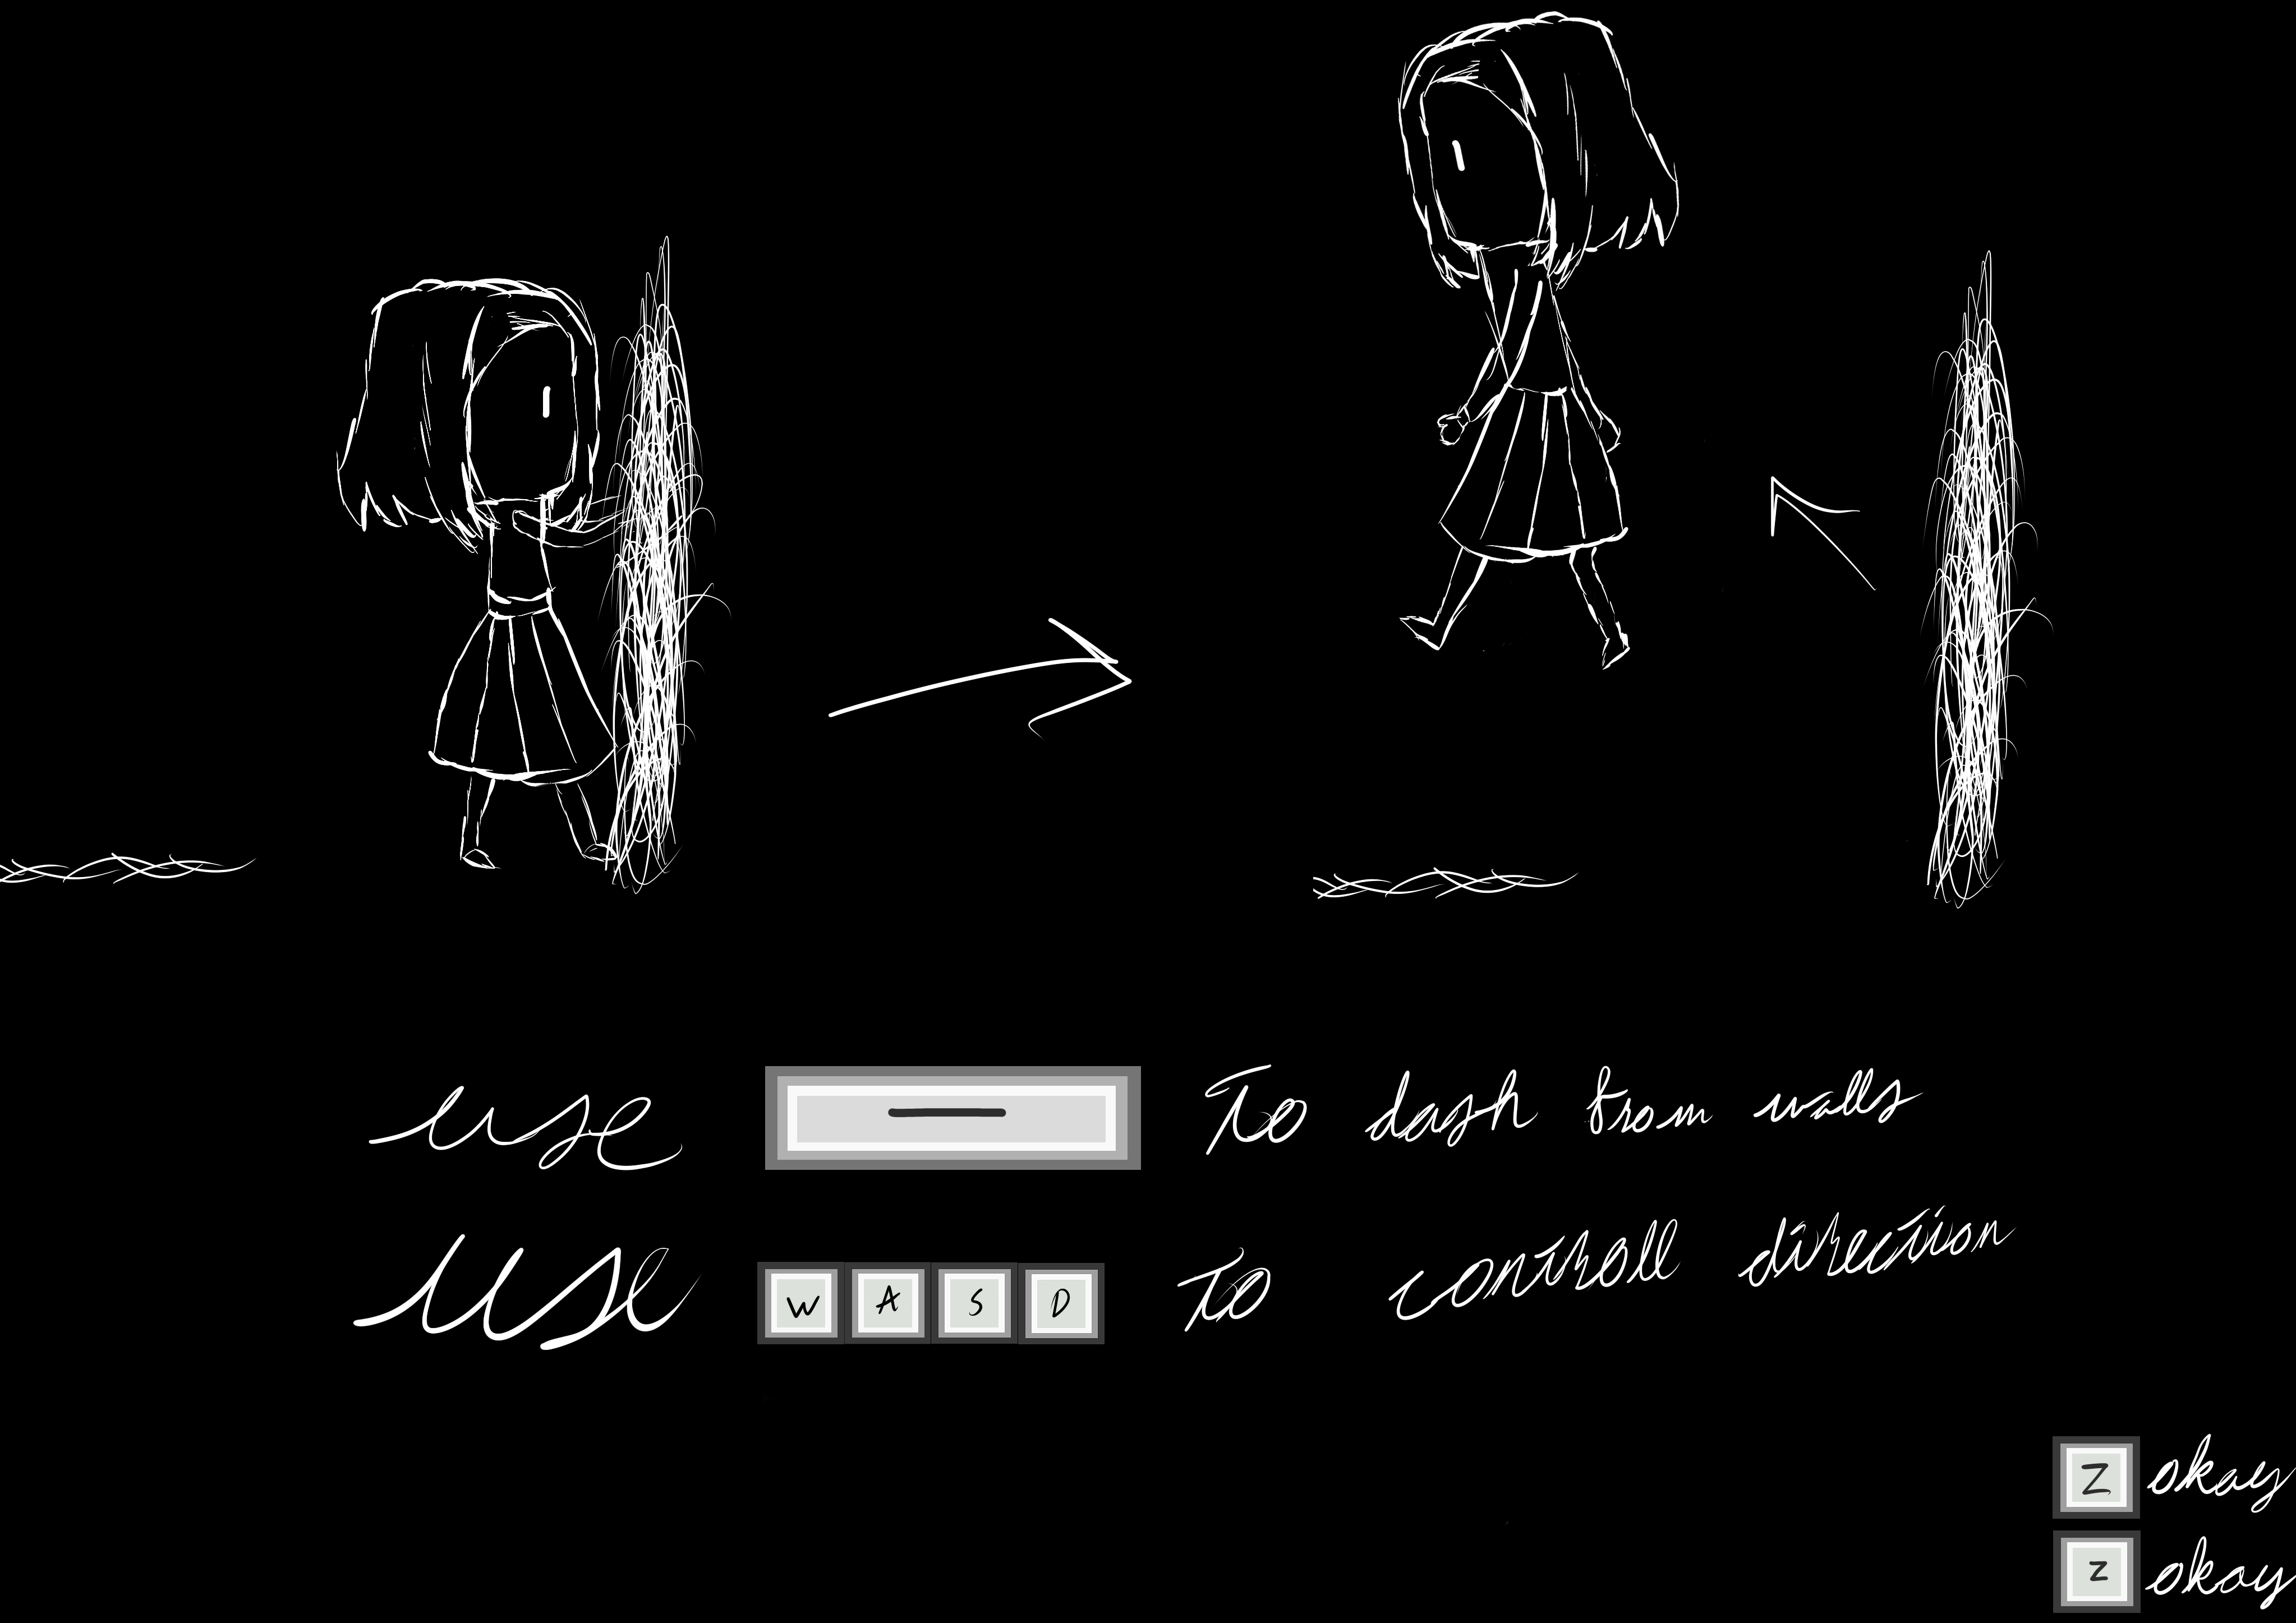 use To dash from walls
use W A S D To controll direction
Z okay
z okay